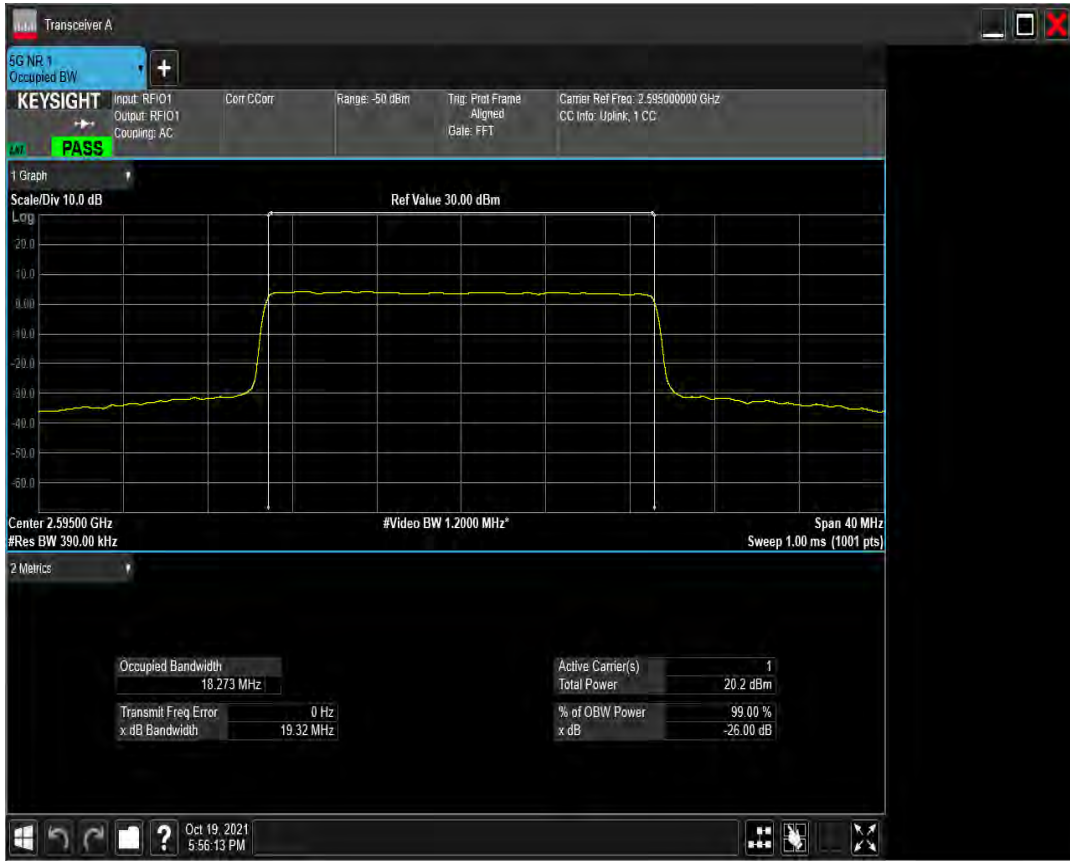 Transceiver A
5G NR 1
Occupied BW
KEYSIGHT
Input: RFIO1
Output: RFIO1
Coupling: AC
Corr CCorr
Range: -50 dBm
Trig: Prot Frame
Aligned
Gate: FFT
Carrier Ref Freq: 2.595000000 GHz
CC Info: Uplink, 1 CC
PASS
1 Graph
Scale/Div 10.0 dB
Ref Value 30.00 dBm
Log
20.0
10.0
0.00
-10.0
-20.0
-30.0
-40.0
-50.0
-60.0
Center 2.59500 GHz
#Video BW 1.2000 MHz*
Span 40 MHz
#Res BW 390.00 kHz
Sweep 1.00 ms (1001 pts)
2 Metrics
Occupied Bandwidth
18.273 MHz
Transmit Freq Error 0 Hz
x dB Bandwidth 19.32 MHz
Active Carrier(s) 1
Total Power 20.2 dBm
% of OBW Power 99.00 %
x dB -26.00 dB
Oct 19, 2021
5:56:13 PM